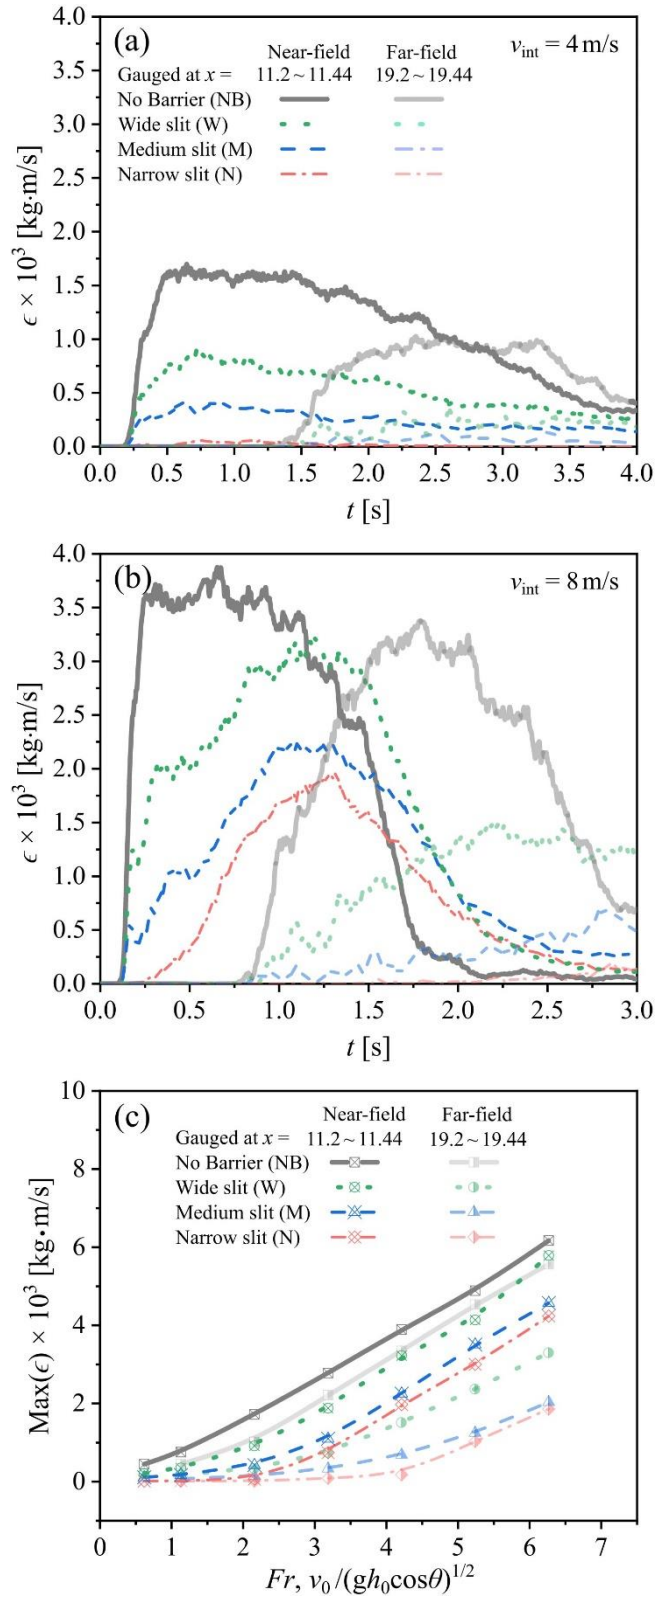 (a)
v_int = 4 m/s
Near-field Far-field
Gauged at x = 11.2 ~ 11.44 19.2 ~ 19.44
No Barrier (NB)
Wide slit (W)
Medium slit (M)
Narrow slit (N)
4.0
3.5
3.0
2.5
2.0
1.5
1.0
0.5
0.0
ϵ × 10³ [kg·m/s]
0.0 0.5 1.0 1.5 2.0 2.5 3.0 3.5 4.0
t [s]
(b)
v_int = 8 m/s
4.0
3.5
3.0
2.5
2.0
1.5
1.0
0.5
0.0
ϵ × 10³ [kg·m/s]
0.0 0.5 1.0 1.5 2.0 2.5 3.0
t [s]
(c)
Near-field Far-field
Gauged at x = 11.2 ~ 11.44 19.2 ~ 19.44
No Barrier (NB)
Wide slit (W)
Medium slit (M)
Narrow slit (N)
10
8
6
4
2
0
Max(ϵ) × 10³ [kg·m/s]
0 1 2 3 4 5 6 7
Fr, v₀/(gh₀cosθ)^1/2